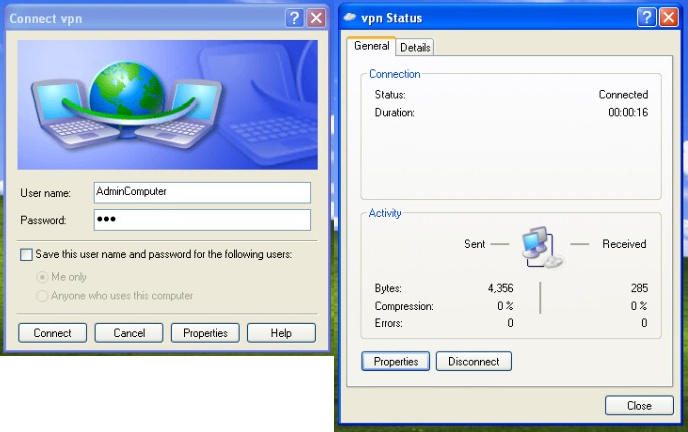 Connect vpn
User name:
AdminComputer
Password:
●●●
Save this user name and password for the following users:
Me only
Anyone who uses this computer
Connect
Cancel
Properties
Help
vpn Status
General
Details
Connection
Status:
Connected
Duration:
00:00:16
Activity
Sent
Received
Bytes:
4,356
285
Compression:
0 %
0 %
Errors:
0
0
Properties
Disconnect
Close